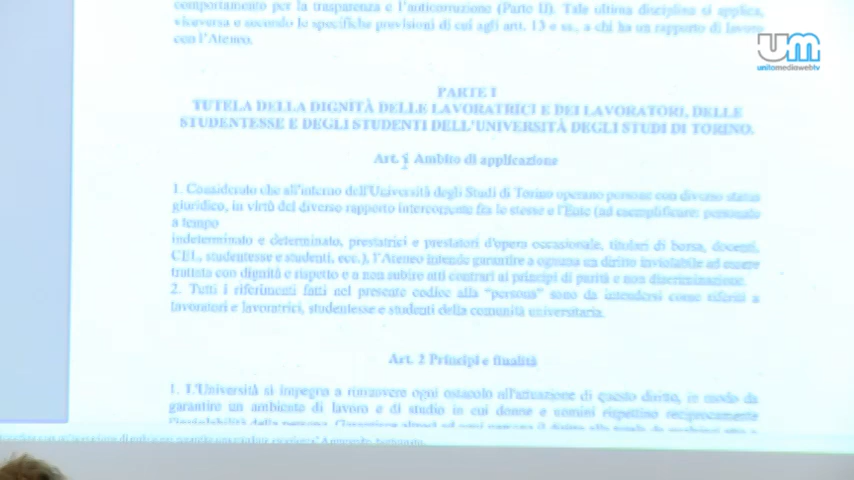 comportamento per la trasparenza e l'anticorruzione (Parte II). Tale ultima disciplina si applica,
viceversa e secondo le specifiche previsioni di cui agli artt. 13 e ss., a chi ha un rapporto di lavoro
con l'Ateneo.
um
unitomediawebtv
PARTE I
TUTELA DELLA DIGNITÀ DELLE LAVORATRICI E DEI LAVORATORI, DELLE
STUDENTESSE E DEGLI STUDENTI DELL'UNIVERSITÀ DEGLI STUDI DI TORINO.
Art. 1 Ambito di applicazione
1. Considerato che all'interno dell'Università degli Studi di Torino operano persone con diverso status
giuridico, in virtù del diverso rapporto intercorrente fra le stesse e l'Ente (ad esemplificare: personale
a tempo
indeterminato e determinato, prestatrici e prestatori d'opera occasionale, titolari di borsa, docenti,
CEL, studentesse e studenti, ecc.), l'Ateneo intende garantire a ognuna un diritto inviolabile ad essere
trattata con dignità e rispetto e a non subire atti contrari ai principi di parità e non discriminazione.
2. Tutti i riferimenti fatti nel presente codice alla "persona" sono da intendersi come riferiti a
lavoratori e lavoratrici, studentesse e studenti della comunità universitaria.
Art. 2 Principi e finalità
1. L'Università si impegna a rimuovere ogni ostacolo all'attuazione di questo diritto, in modo da
garantire un ambiente di lavoro e di studio in cui donne e uomini rispettino reciprocamente
l'inviolabilità della persona.